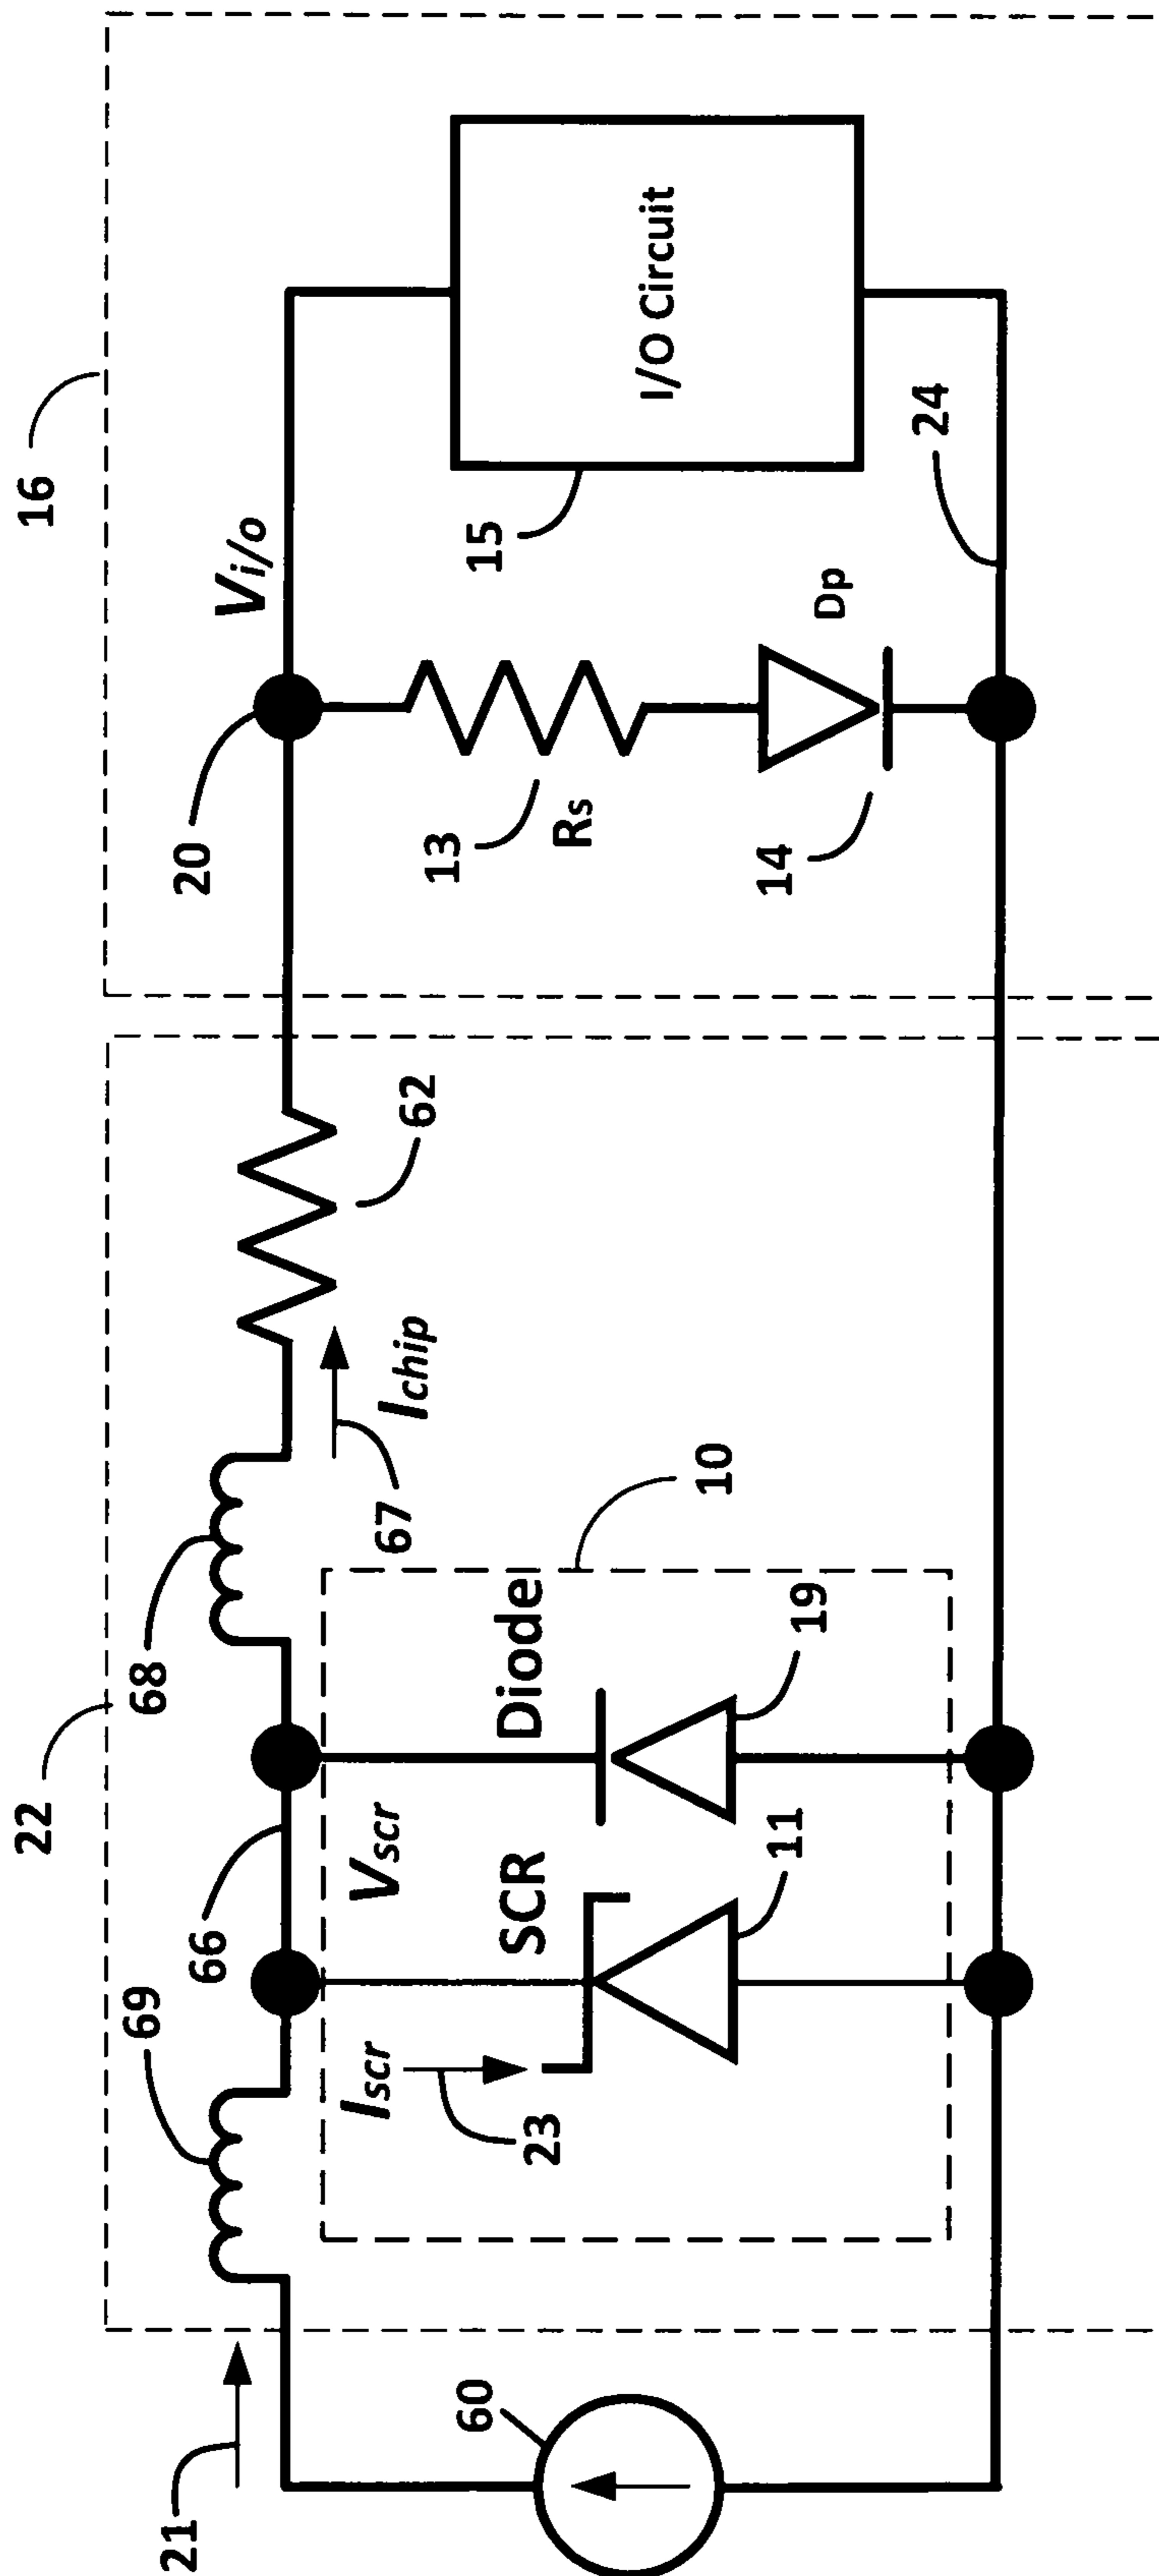 16
22
V i/o
20
62
68
66
69
21
I/O Circuit
15
24
Dp
13
Rs
14
Ichip
67
10
Diode
19
Vscr
SCR
11
Iscr
23
60